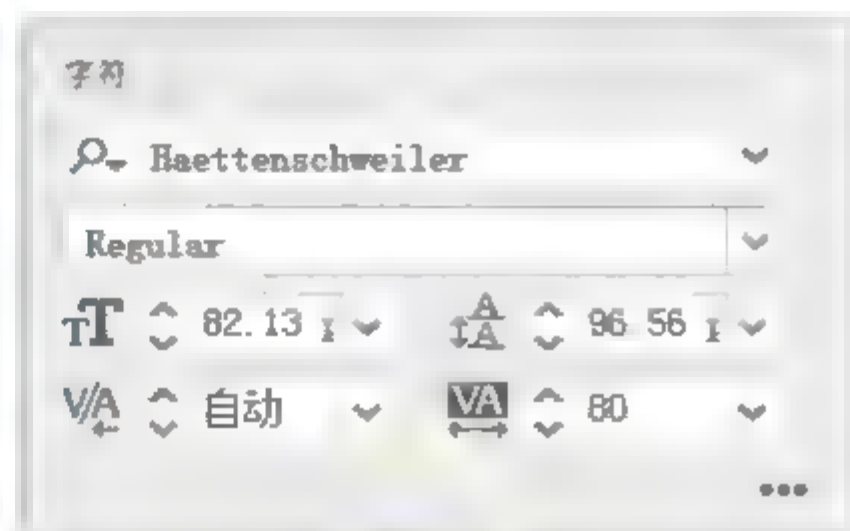 字符
Haettenschweiler
Regular
82.13
96.56
自动
80